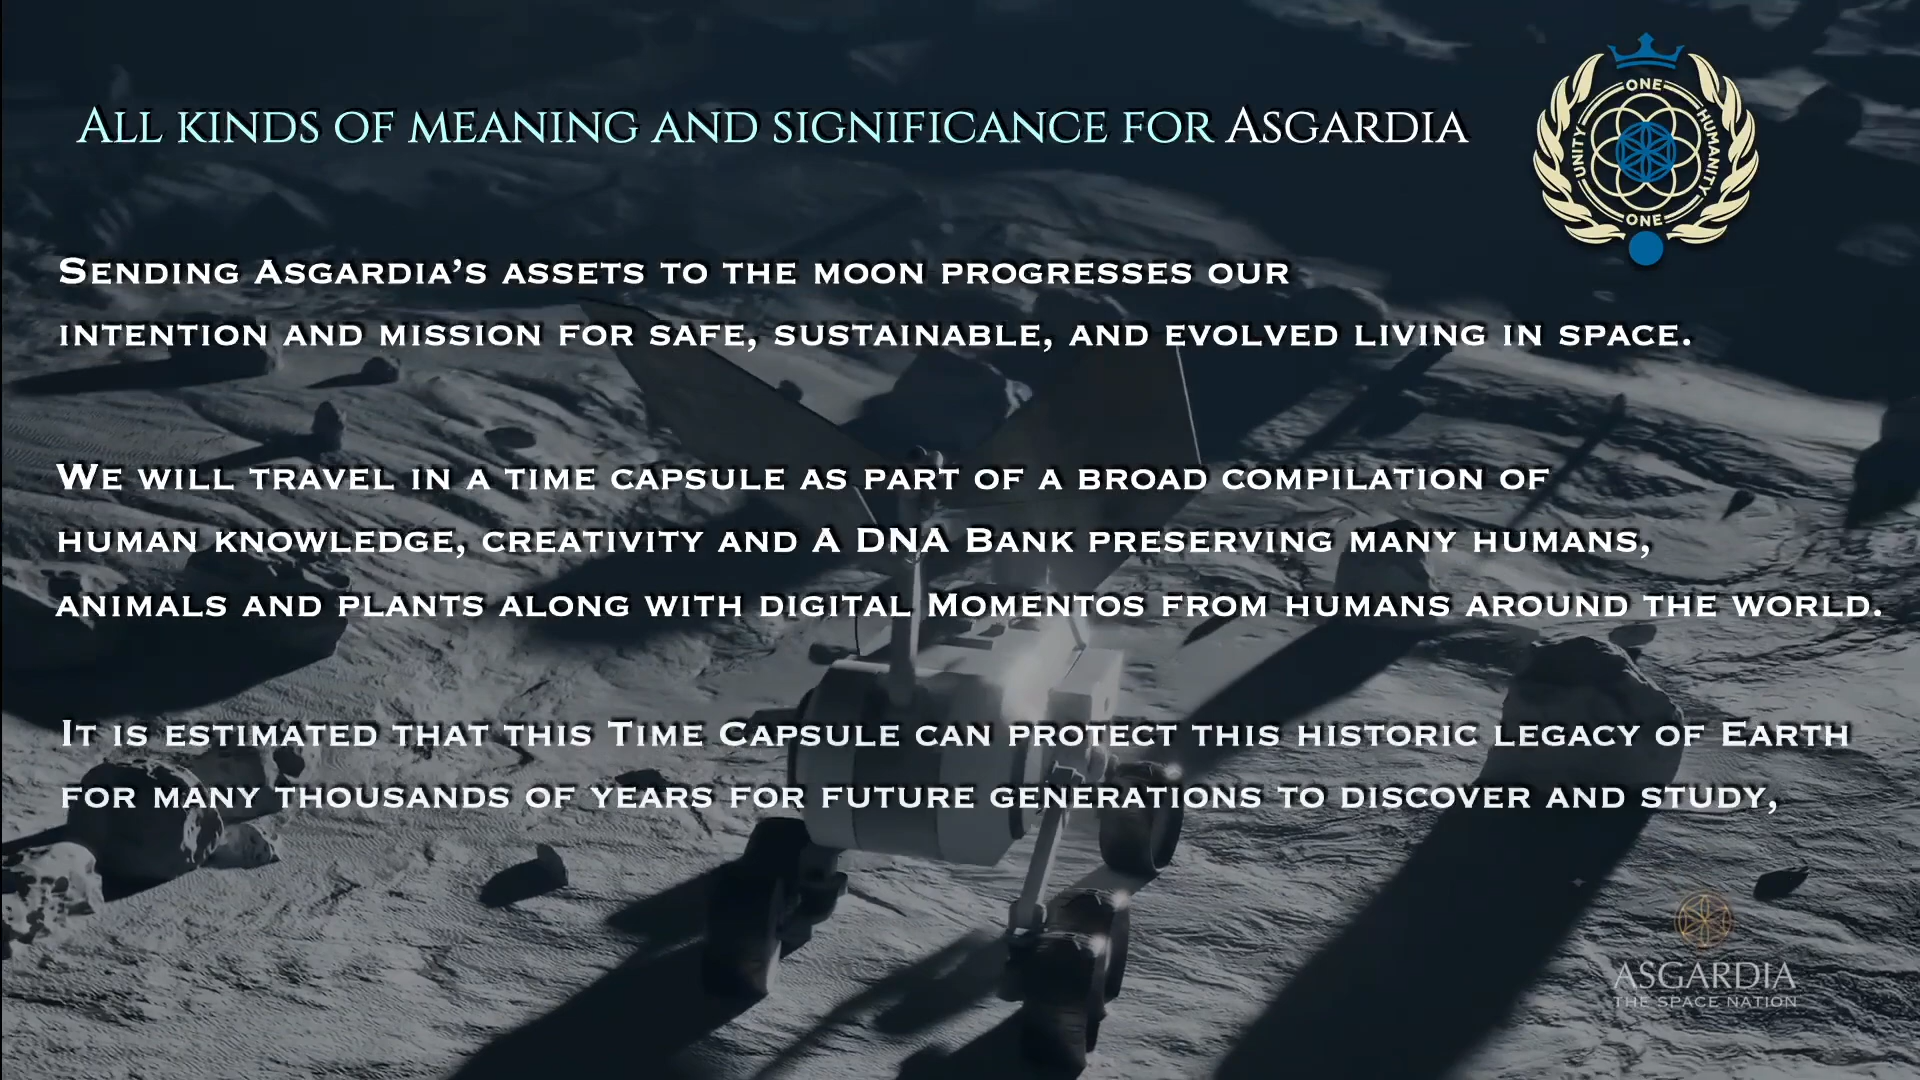 All kinds of meaning and significance for Asgardia
ONE
HUMANITY
ONE
UNITY
Sending Asgardia’s assets to the moon progresses our
intention and mission for safe, sustainable, and evolved living in space.
We will travel in a time capsule as part of a broad compilation of
human knowledge, creativity and A DNA Bank preserving many humans,
animals and plants along with digital Momentos from humans around the world.
It is estimated that this Time Capsule can protect this historic legacy of Earth
for many thousands of years for future generations to discover and study,
ASGARDIA
THE SPACE NATION